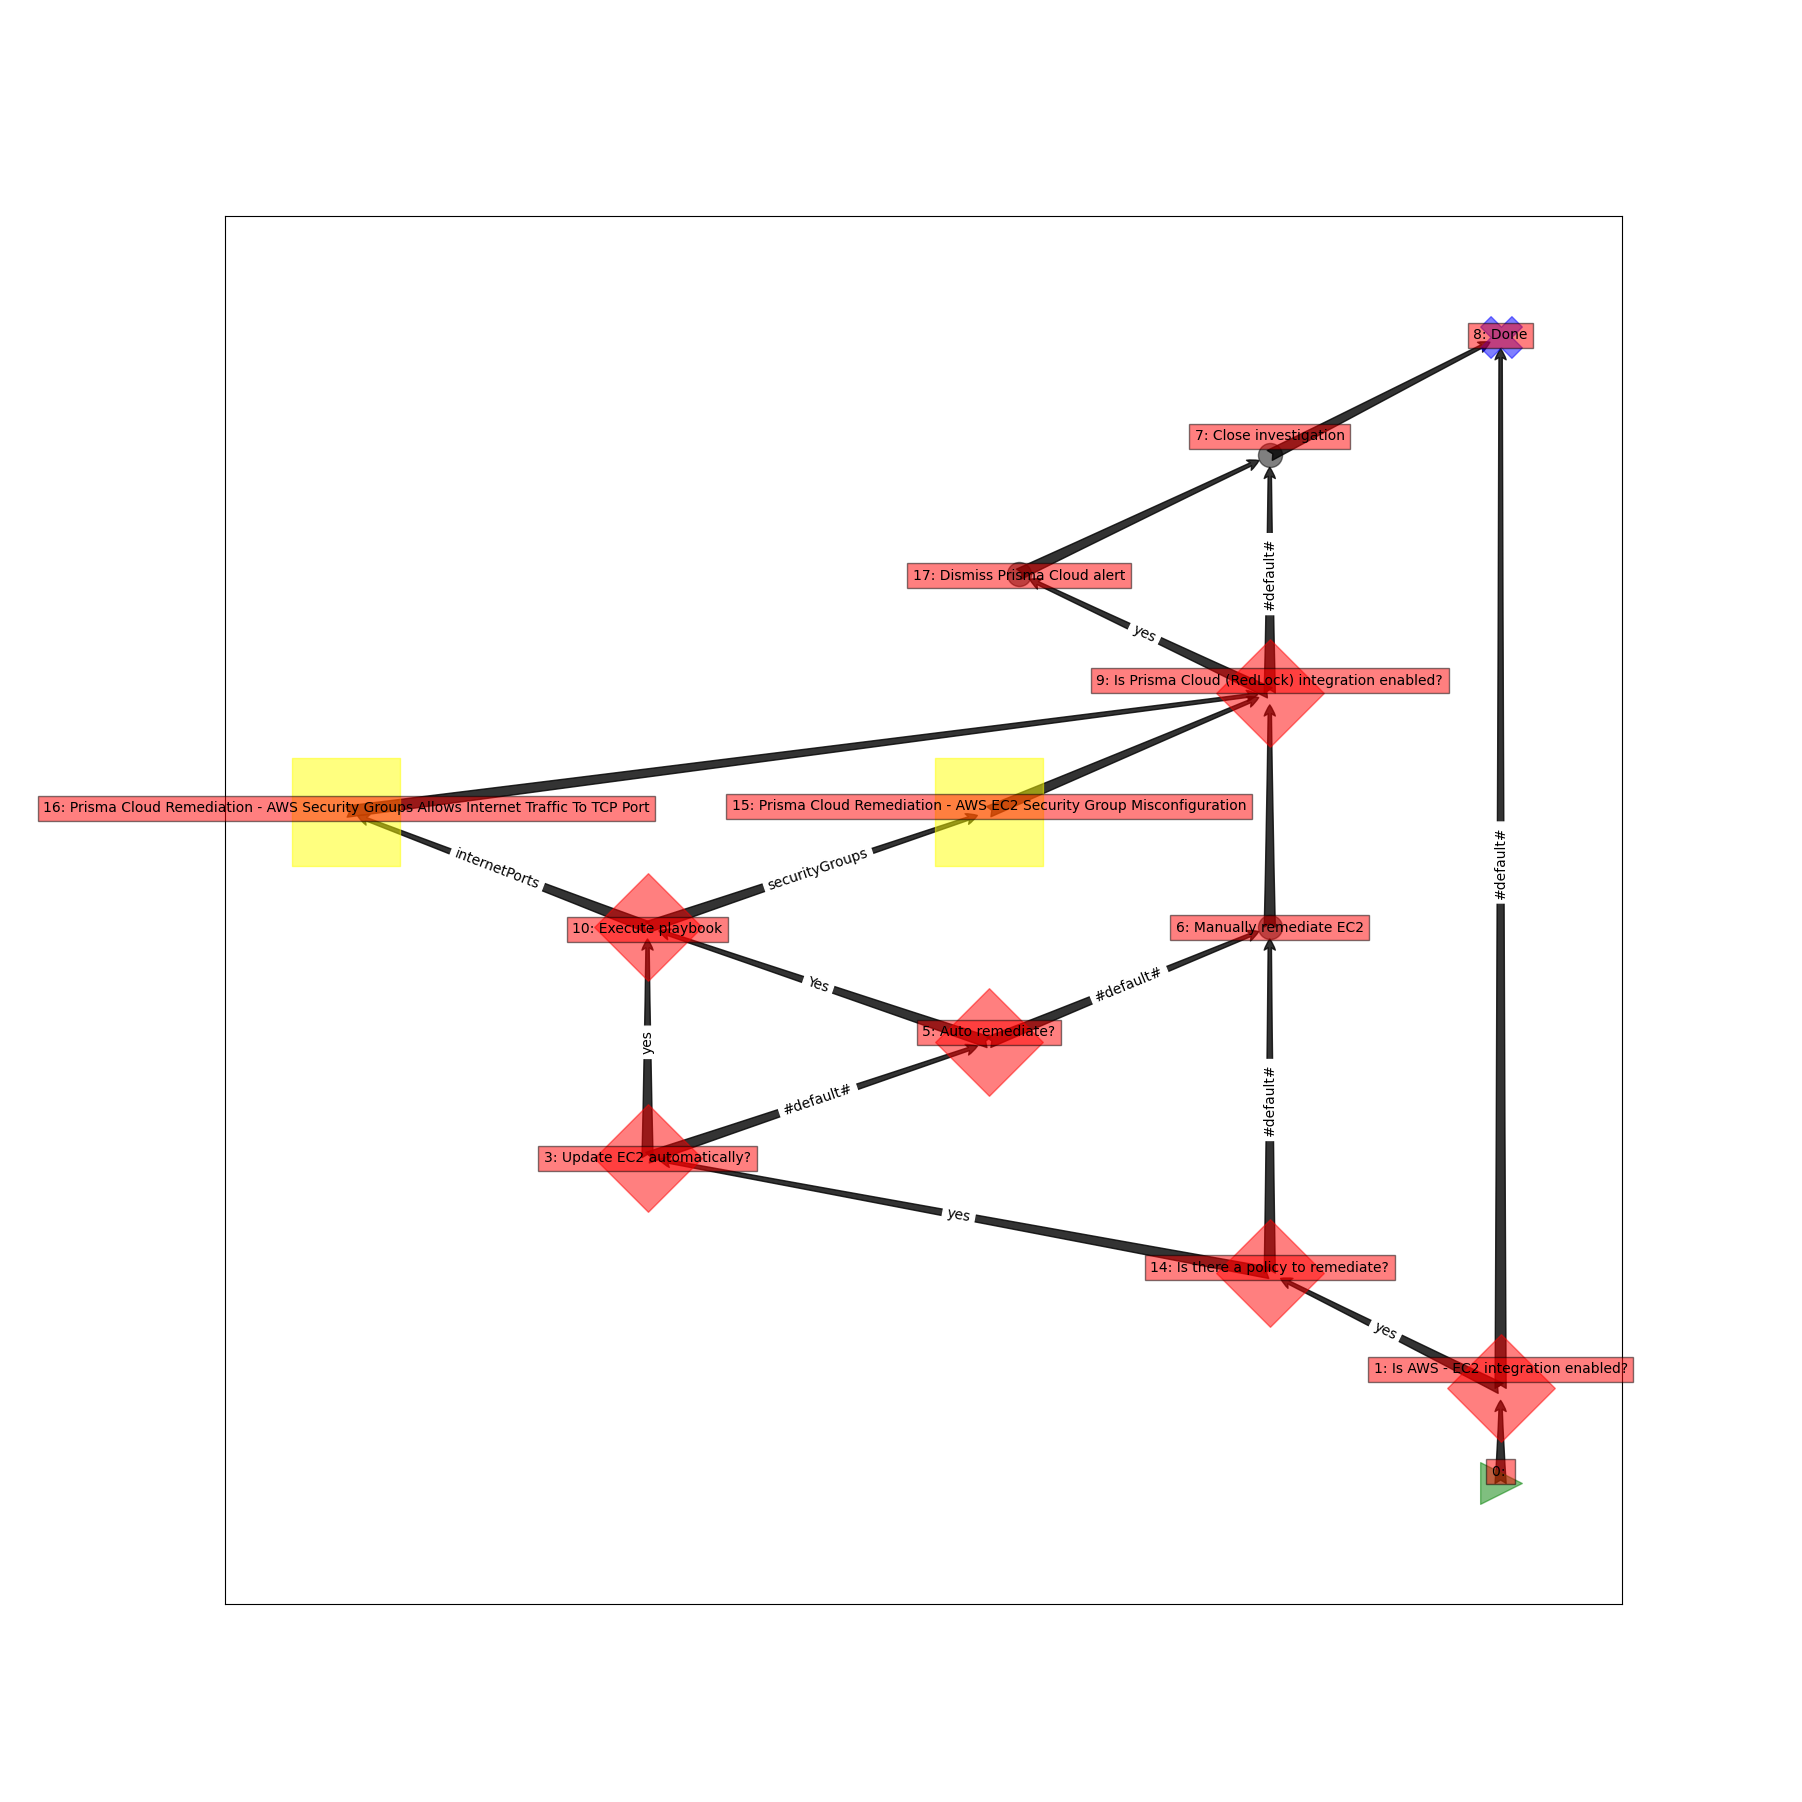 8: Done
7: Close investigation
17: Dismiss Prisma Cloud alert
#default#
yes
9: Is Prisma Cloud (RedLock) integration enabled?
16: Prisma Cloud Remediation - AWS Security Groups Allows Internet Traffic To TCP Port
15: Prisma Cloud Remediation - AWS EC2 Security Group Misconfiguration
internetPorts
securityGroups
#default#
10: Execute playbook
6: Manually remediate EC2
Yes
#default#
5: Auto remediate?
yes
#default#
#default#
3: Update EC2 automatically?
yes
14: Is there a policy to remediate?
yes
1: Is AWS - EC2 integration enabled?
0: